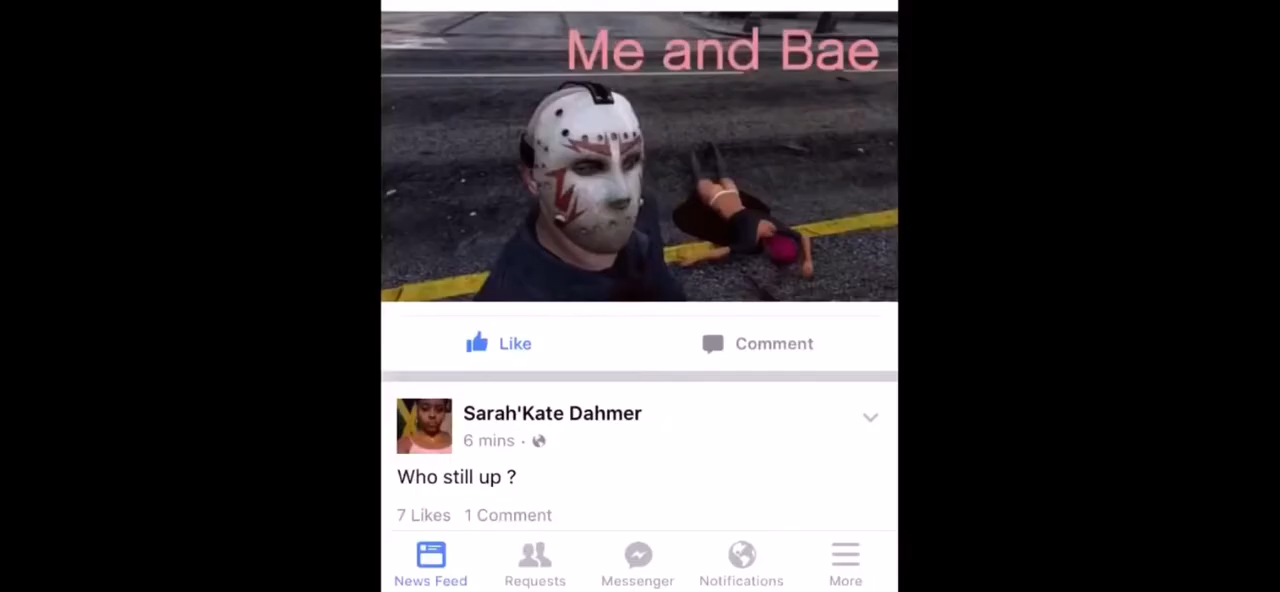 Me and Bae
Like
Comment
Sarah'Kate Dahmer
6 mins ·
Who still up ?
7 Likes 1 Comment
News Feed
Requests
Messenger
Notifications
More